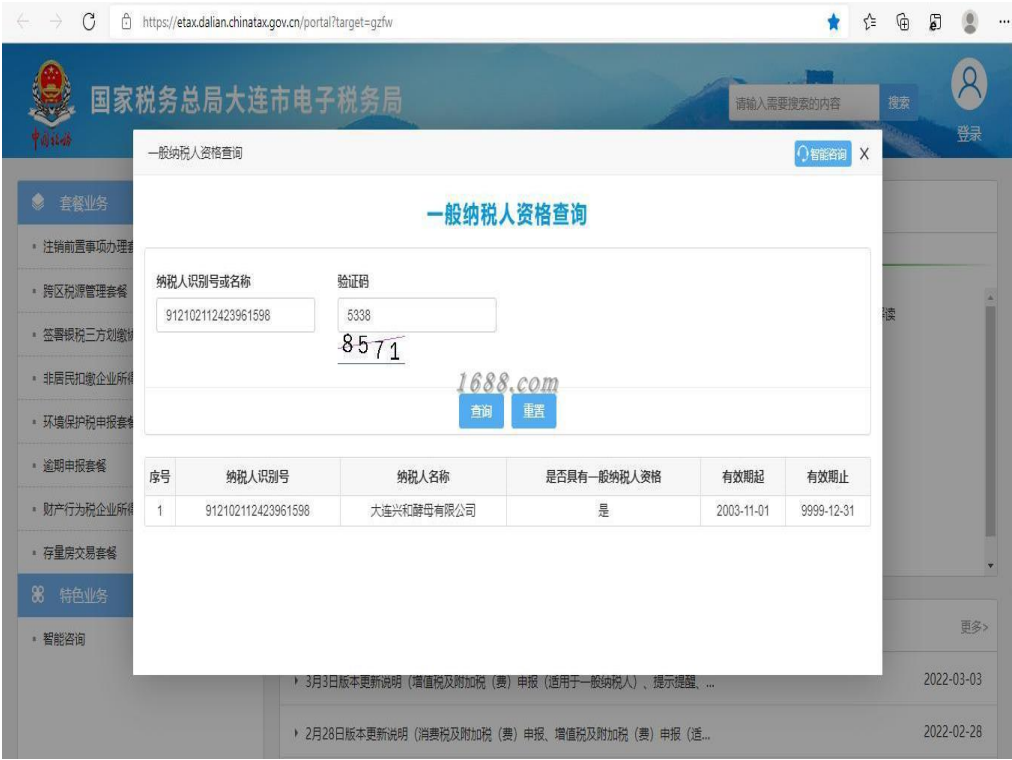 https://etax.dalian.chinatax.gov.cn/portal?target=gzfw
国家税务总局大连市电子税务局
中国税务
请输入需要搜索的内容
搜索
登录
一般纳税人资格查询
智能咨询 X
套餐业务
注销前置事项办理
跨区税源管理套餐
签署银税三方划缴
非居民扣缴企业所
环境保护税申报套
逾期申报套餐
财产行为税企业所
存量房交易套餐
特色业务
智能咨询
一般纳税人资格查询
纳税人识别号或名称 验证码
912102112423961598 5338
8571
1688.com
查询 重置
序号 纳税人识别号 纳税人名称 是否具有一般纳税人资格 有效期起 有效期止
1 912102112423961598 大连兴和酵母有限公司 是 2003-11-01 9999-12-31
读
更多>
3月3日版本更新说明（增值税及附加税（费）申报（适用于一般纳税人）、提示提醒、... 2022-03-03
2月28日版本更新说明（消费税及附加税（费）申报、增值税及附加税（费）申报（适... 2022-02-28